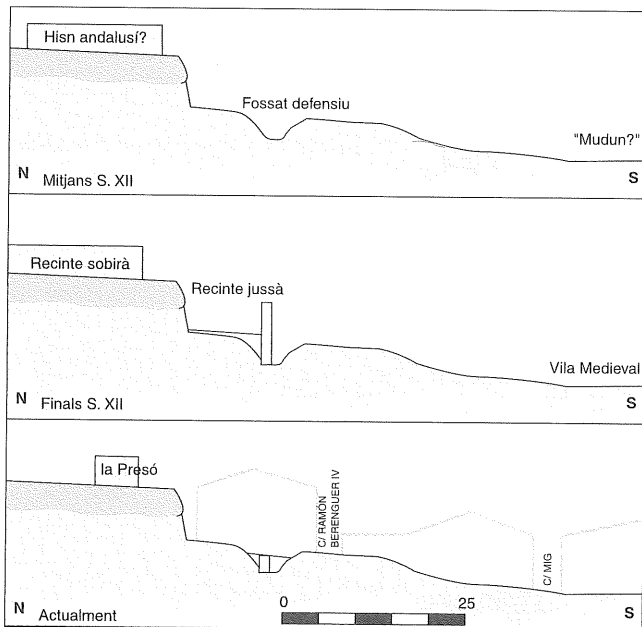 Hisn andalusí?
Fossat defensiu
"Mudun?"
N
S
Mitjans S. XII
Recinte sobirà
Recinte jussà
Vila Medieval
N
S
Finals S. XII
la Presó
C/ RAMÓN
BERENGUER IV
C/ MIG
N
S
Actualment
0
25